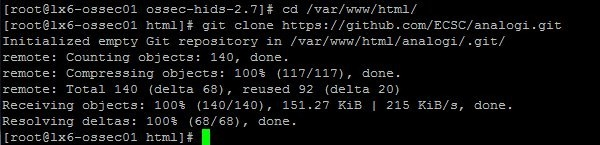 [root@lx6-ossec01 ossec-hids-2.7]# cd /var/www/html/
[root@lx6-ossec01 html]# git clone https://github.com/ECSC/analogi.git
Initialized empty Git repository in /var/www/html/analogi/.git/
remote: Counting objects: 140, done.
remote: Compressing objects: 100% (117/117), done.
remote: Total 140 (delta 68), reused 92 (delta 20)
Receiving objects: 100% (140/140), 151.27 KiB | 215 KiB/s, done.
Resolving deltas: 100% (68/68), done.
[root@lx6-ossec01 html]#